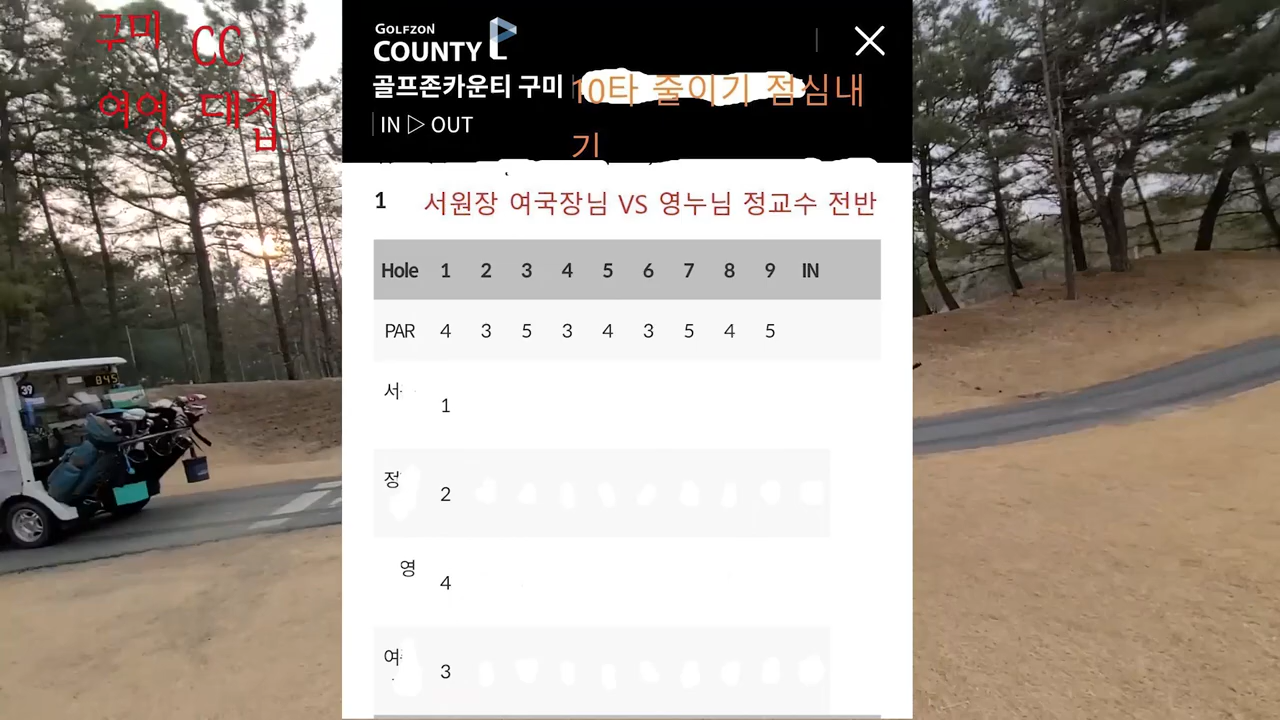 구미 CC
여영 대첩
39
845
GOLFZON
COUNTY
골프존카운티 구미
10타 줄이기 점심내
기
IN ▷ OUT
1 서원장 여국장님 VS 영누님 정교수 전반
Hole 1 2 3 4 5 6 7 8 9 IN
PAR 4 3 5 3 4 3 5 4 5
서 1
정 2
영 4
여 3